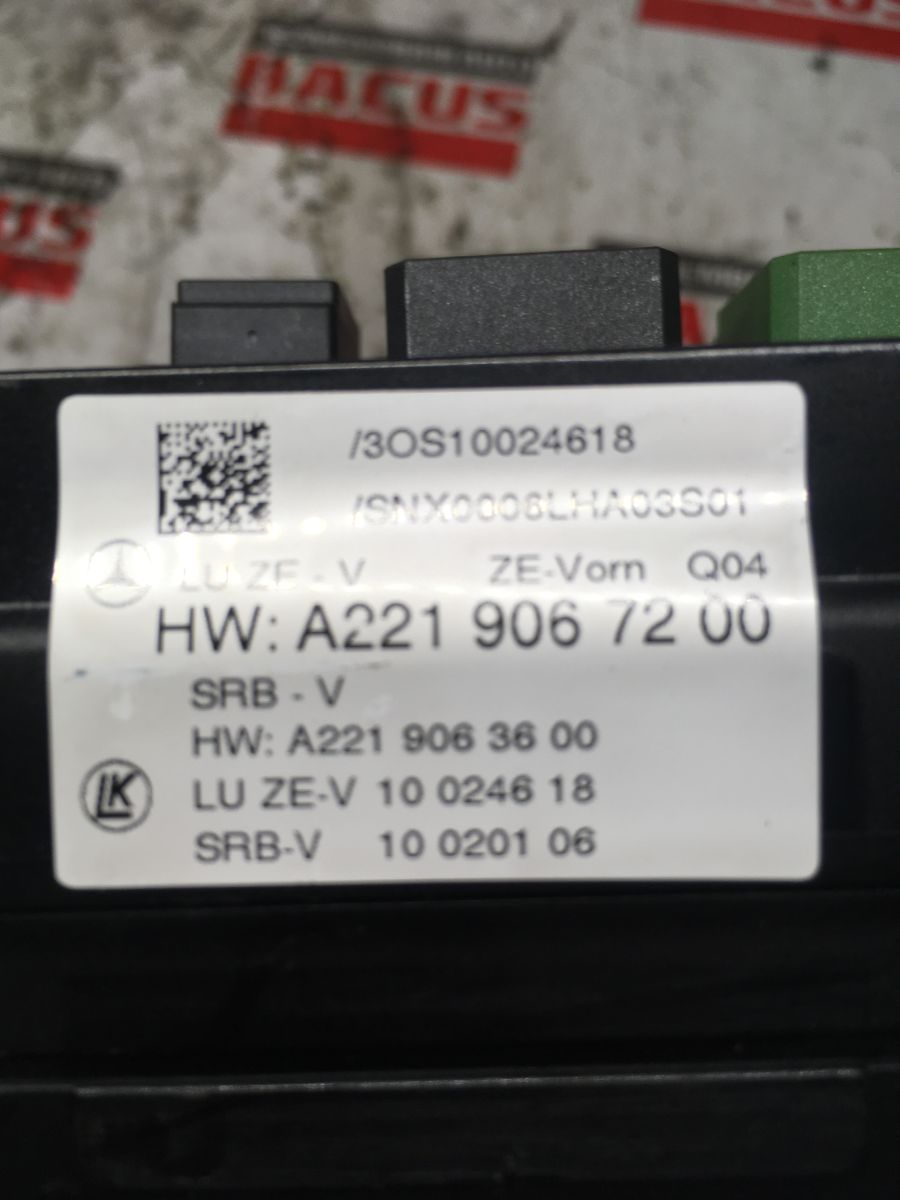 BACUS
/3OS10024618
/SNX0006LHA03S01
LU ZE - V ZE-Vorn Q04
HW: A221 906 72 00
SRB - V
HW: A221 906 36 00
LK
LU ZE-V 10 0246 18
SRB-V 10 0201 06